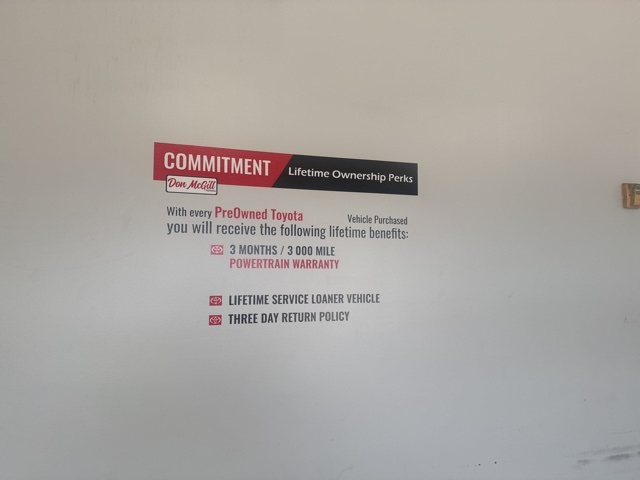 COMMITMENT Lifetime Ownership Perks
Don McGill
With every PreOwned Toyota Vehicle Purchased
you will receive the following lifetime benefits:
3 MONTHS / 3 000 MILE
POWERTRAIN WARRANTY
LIFETIME SERVICE LOANER VEHICLE
THREE DAY RETURN POLICY